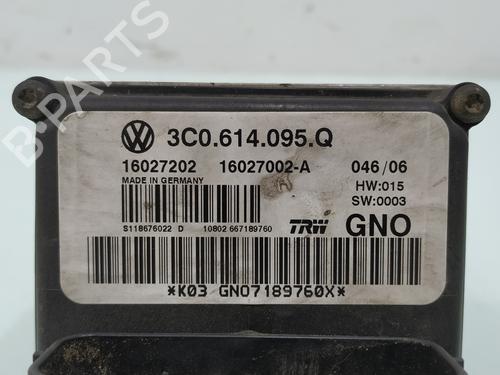 3C0.614.095.Q
16027202 16027002-A 046/06
MADE IN GERMANY HW:015
SW:0003
S118676022 D 10802 667189760 TRW GNO
*K03 GNO7189760X*
B-PARTS